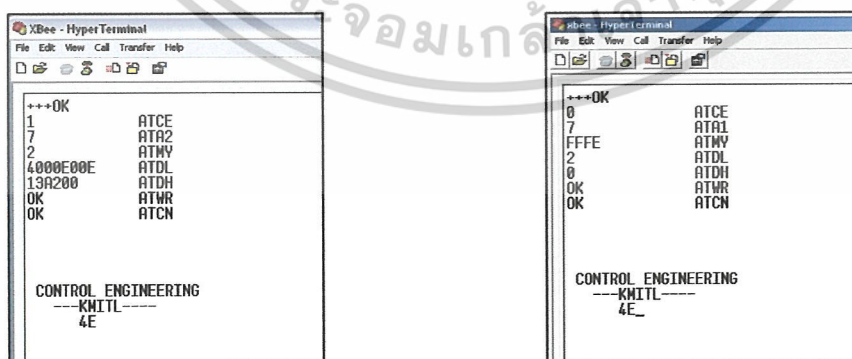 XBee - HyperTerminal
File Edit View Call Transfer Help
+++OK
1 ATCE
7 ATA2
2 ATMY
4000E00E ATDL
13A200 ATDH
OK ATWR
OK ATCN
CONTROL ENGINEERING
---KMITL----
4E
xbee - HyperTerminal
File Edit View Call Transfer Help
+++OK
0 ATCE
7 ATA1
FFFE ATMY
2 ATDL
0 ATDH
OK ATWR
OK ATCN
CONTROL ENGINEERING
---KMITL----
4E_